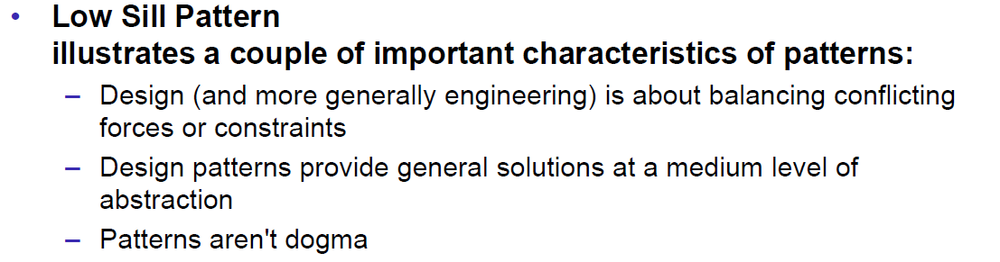 • Low Sill Pattern
illustrates a couple of important characteristics of patterns:
– Design (and more generally engineering) is about balancing conflicting
forces or constraints
– Design patterns provide general solutions at a medium level of
abstraction
– Patterns aren't dogma